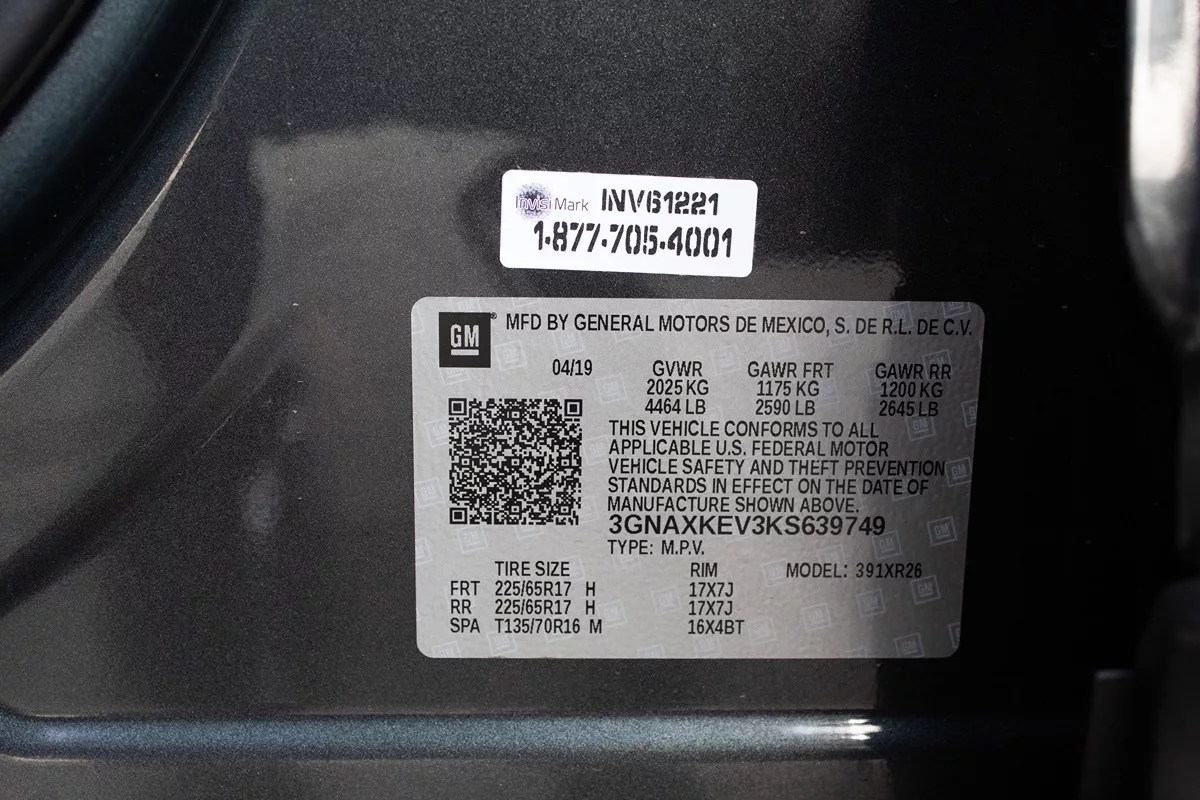 InvisiMark INV61221
1-877-705-4001
GM® MFD BY GENERAL MOTORS DE MEXICO, S. DE R.L. DE C.V.
04/19 GVWR GAWR FRT GAWR RR
2025 KG 1175 KG 1200 KG
4464 LB 2590 LB 2645 LB
THIS VEHICLE CONFORMS TO ALL
APPLICABLE U.S. FEDERAL MOTOR
VEHICLE SAFETY AND THEFT PREVENTION
STANDARDS IN EFFECT ON THE DATE OF
MANUFACTURE SHOWN ABOVE.
3GNAXKEV3KS639749
TYPE: M.P.V.
TIRE SIZE RIM MODEL: 391XR26
FRT 225/65R17 H 17X7J
RR 225/65R17 H 17X7J
SPA T135/70R16 M 16X4BT